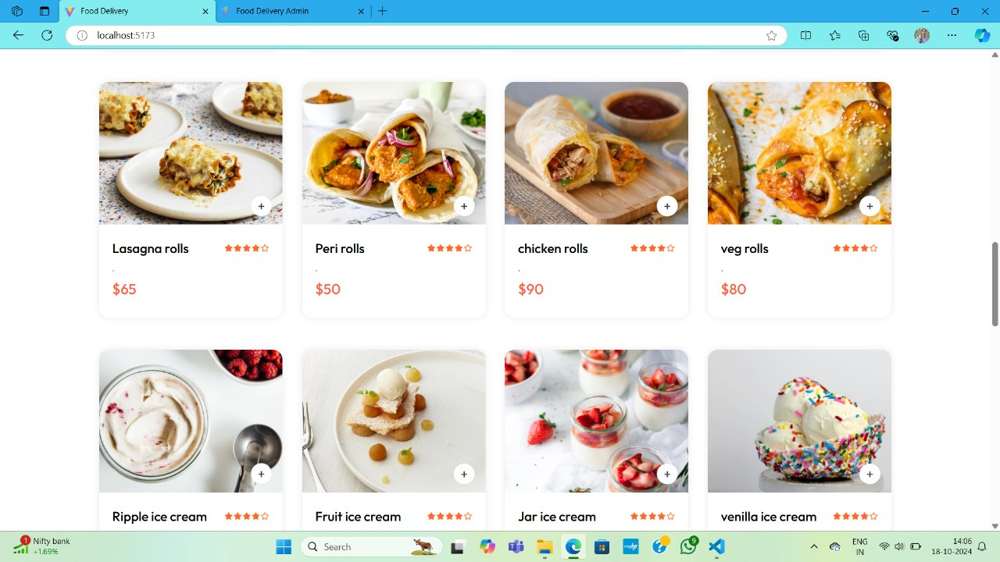 Food Delivery
Food Delivery Admin
localhost:5173
Lasagna rolls
.
$65
Peri rolls
.
$50
chicken rolls
.
$90
veg rolls
.
$80
Ripple ice cream
Fruit ice cream
Jar ice cream
venilla ice cream
1
Nifty bank
+1.69%
Search
myhp
9
ENG
IN
14:06
18-10-2024